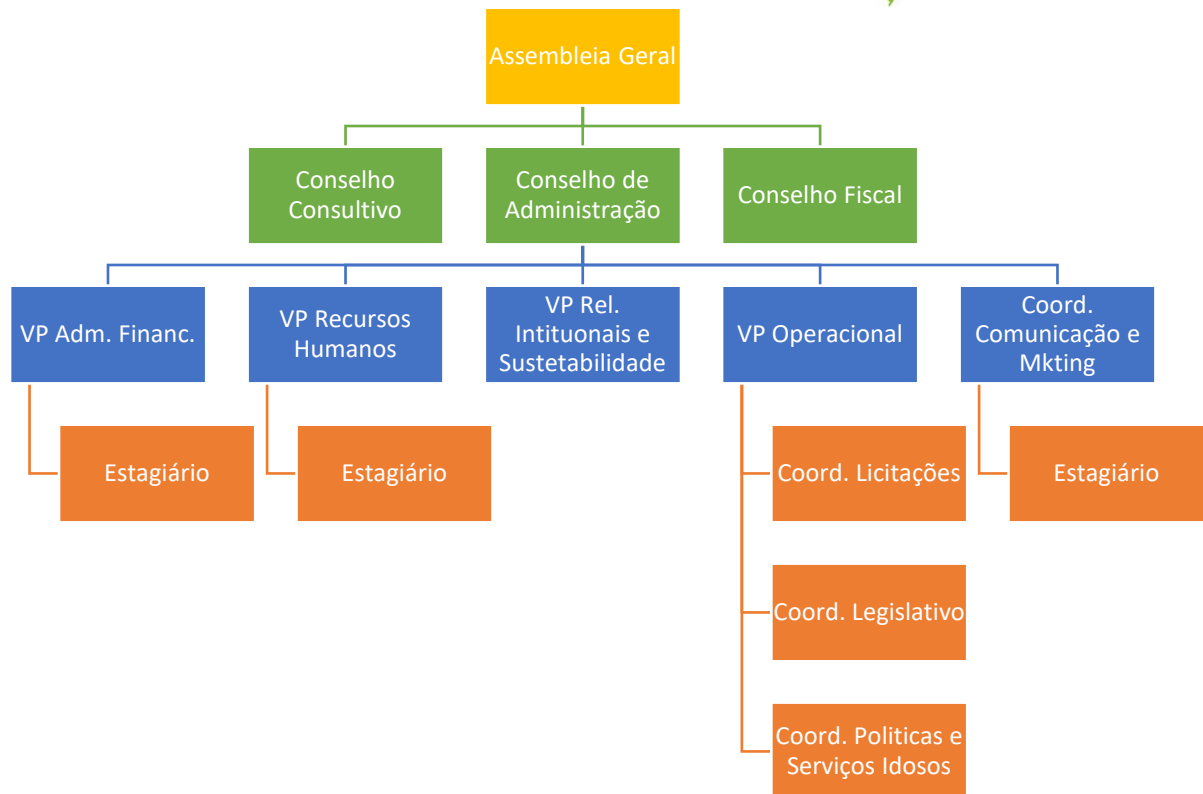 Assembleia Geral
Conselho
Consultivo
Conselho de
Administração
Conselho Fiscal
VP Adm. Financ.
VP Recursos
Humanos
VP Rel.
Intituonais e
Sustetabilidade
VP Operacional
Coord.
Comunicação e
Mkting
Estagiário
Estagiário
Coord. Licitações
Estagiário
Coord. Legislativo
Coord. Politicas e
Serviços Idosos